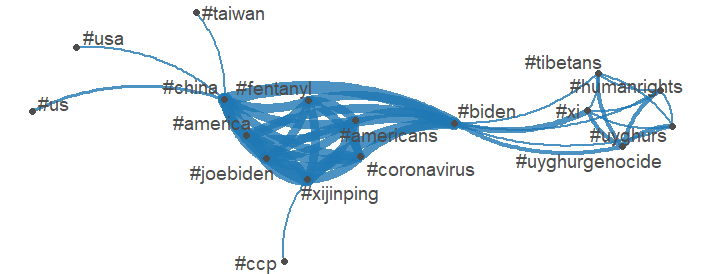 #taiwan
#usa
#tibetans
#china #fentanyl
#humanrights
#us
#biden
#xi
#america
#americans
#uyghurs
#uyghurgenocide
#joebiden
#coronavirus
#xijinping
#ccp